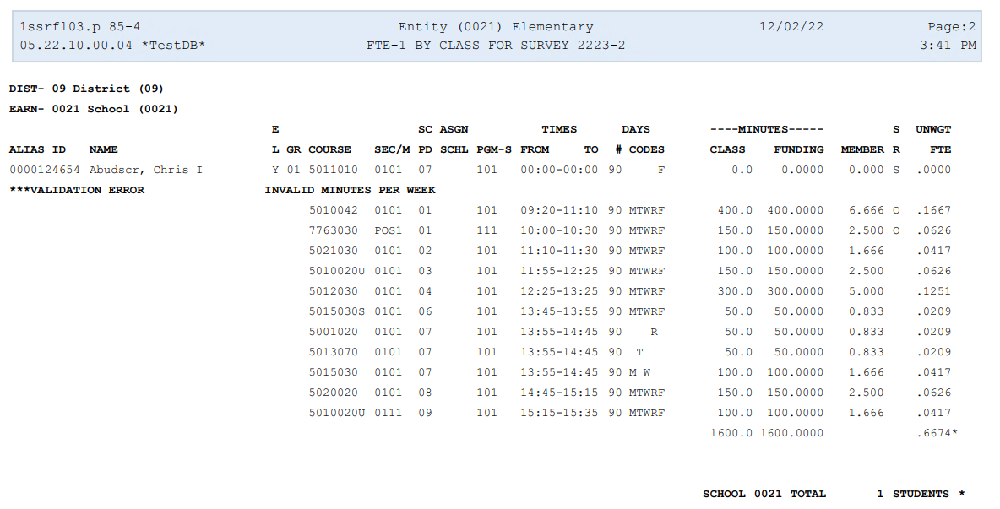 1ssrfl03.p 85-4 Entity (0021) Elementary 12/02/22 Page:2
05.22.10.00.04 *TestDB* FTE-1 BY CLASS FOR SURVEY 2223-2 3:41 PM
DIST- 09 District (09)
EARN- 0021 School (0021)
E SC ASGN TIMES DAYS ----MINUTES----- S UNWGT
ALIAS ID NAME L GR COURSE SEC/M PD SCHL PGM-S FROM TO # CODES CLASS FUNDING MEMBER R FTE
0000124654 Abudscr, Chris I Y 01 5011010 0101 07 101 00:00-00:00 90 F 0.0 0.0000 0.000 S .0000
***VALIDATION ERROR INVALID MINUTES PER WEEK
5010042 0101 01 101 09:20-11:10 90 MTWRF 400.0 400.0000 6.666 O .1667
7763030 POS1 01 111 10:00-10:30 90 MTWRF 150.0 150.0000 2.500 O .0626
5021030 0101 02 101 11:10-11:30 90 MTWRF 100.0 100.0000 1.666 .0417
5010020U 0101 03 101 11:55-12:25 90 MTWRF 150.0 150.0000 2.500 .0626
5012030 0101 04 101 12:25-13:25 90 MTWRF 300.0 300.0000 5.000 .1251
5015030S 0101 06 101 13:45-13:55 90 MTWRF 50.0 50.0000 0.833 .0209
5001020 0101 07 101 13:55-14:45 90 R 50.0 50.0000 0.833 .0209
5013070 0101 07 101 13:55-14:45 90 T 50.0 50.0000 0.833 .0209
5015030 0101 07 101 13:55-14:45 90 M W 100.0 100.0000 1.666 .0417
5020020 0101 08 101 14:45-15:15 90 MTWRF 150.0 150.0000 2.500 .0626
5010020U 0111 09 101 15:15-15:35 90 MTWRF 100.0 100.0000 1.666 .0417
1600.0 1600.0000 .6674*
SCHOOL 0021 TOTAL 1 STUDENTS *